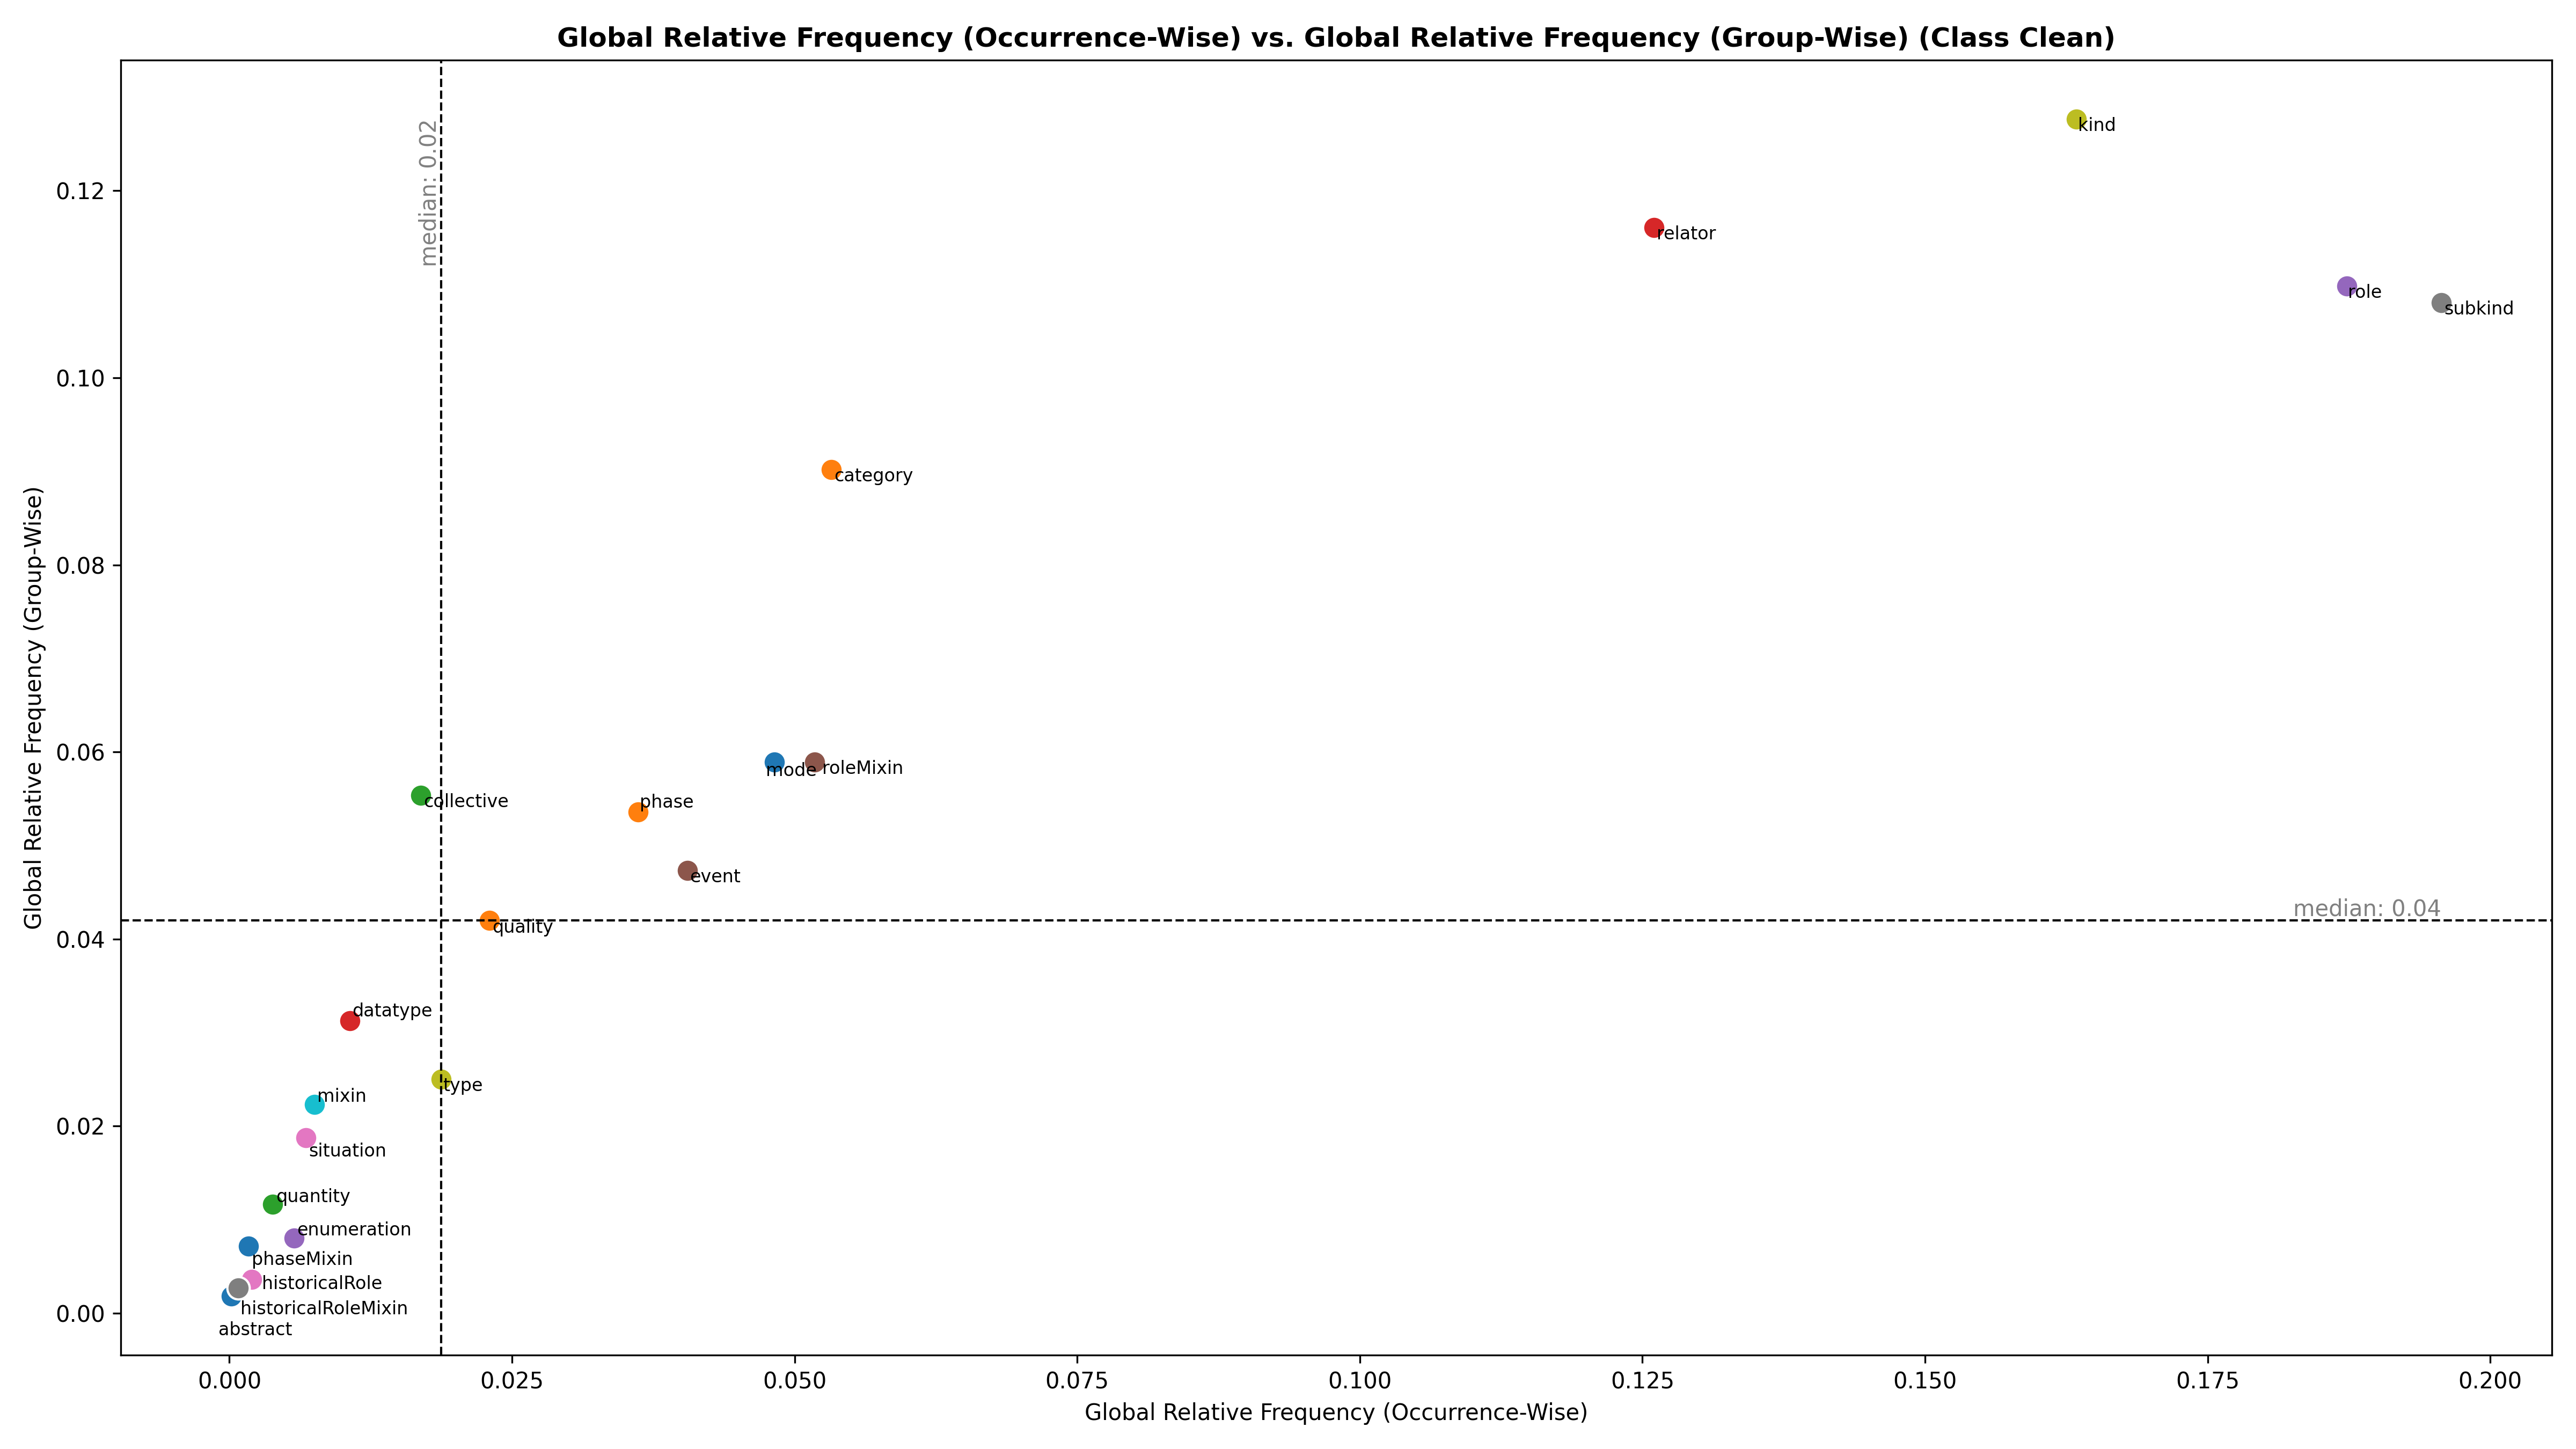 Global Relative Frequency (Occurrence-Wise) vs. Global Relative Frequency (Group-Wise) (Class Clean)
median: 0.02
kind
0.12
relator
role
subkind
0.10
category
0.08
Global Relative Frequency (Group-Wise)
0.06
mode
roleMixin
collective
phase
event
median: 0.04
quality
0.04
datatype
type
mixin
0.02
situation
quantity
enumeration
phaseMixin
historicalRole
0.00
historicalRoleMixin
abstract
0.000
0.025
0.050
0.075
0.100
0.125
0.150
0.175
0.200
Global Relative Frequency (Occurrence-Wise)